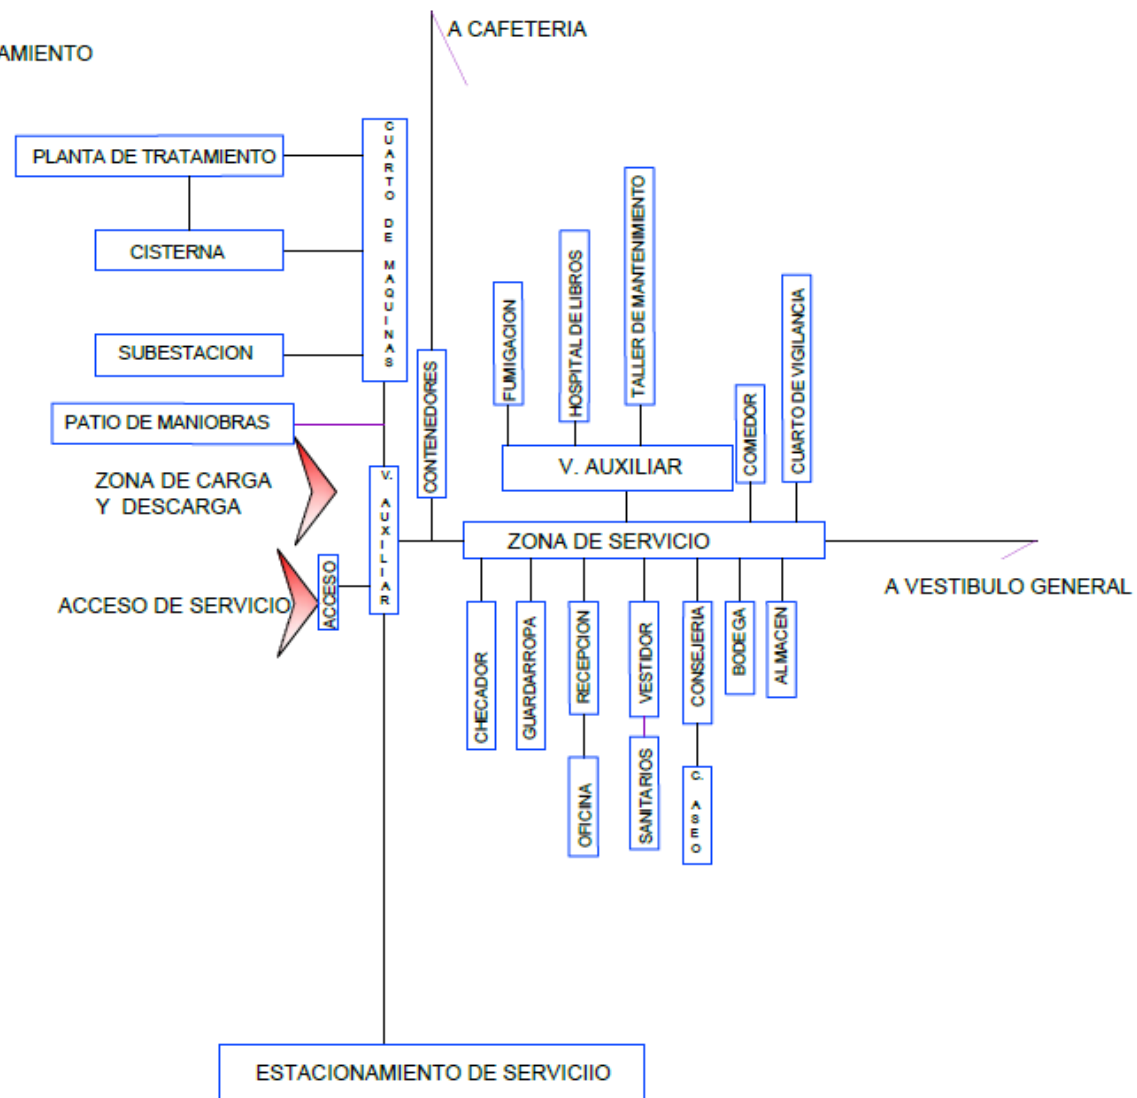 A CAFETERIA
AMIENTO
CUARTO DE MAQUINAS
PLANTA DE TRATAMIENTO
CISTERNA
SUBESTACION
PATIO DE MANIOBRAS
ZONA DE CARGA
Y DESCARGA
CONTENEDORES
V. AUXILIAR
ACCESO
ACCESO DE SERVICIO
FUMIGACION
HOSPITAL DE LIBROS
TALLER DE MANTENIMIENTO
V. AUXILIAR
COMEDOR
CUARTO DE VIGILANCIA
ZONA DE SERVICIO
A VESTIBULO GENERAL
CHECADOR
GUARDARROPA
RECEPCION
VESTIDOR
CONSEJERIA
BODEGA
ALMACEN
OFICINA
SANITARIOS
C. ASEO
ESTACIONAMIENTO DE SERVICIIO